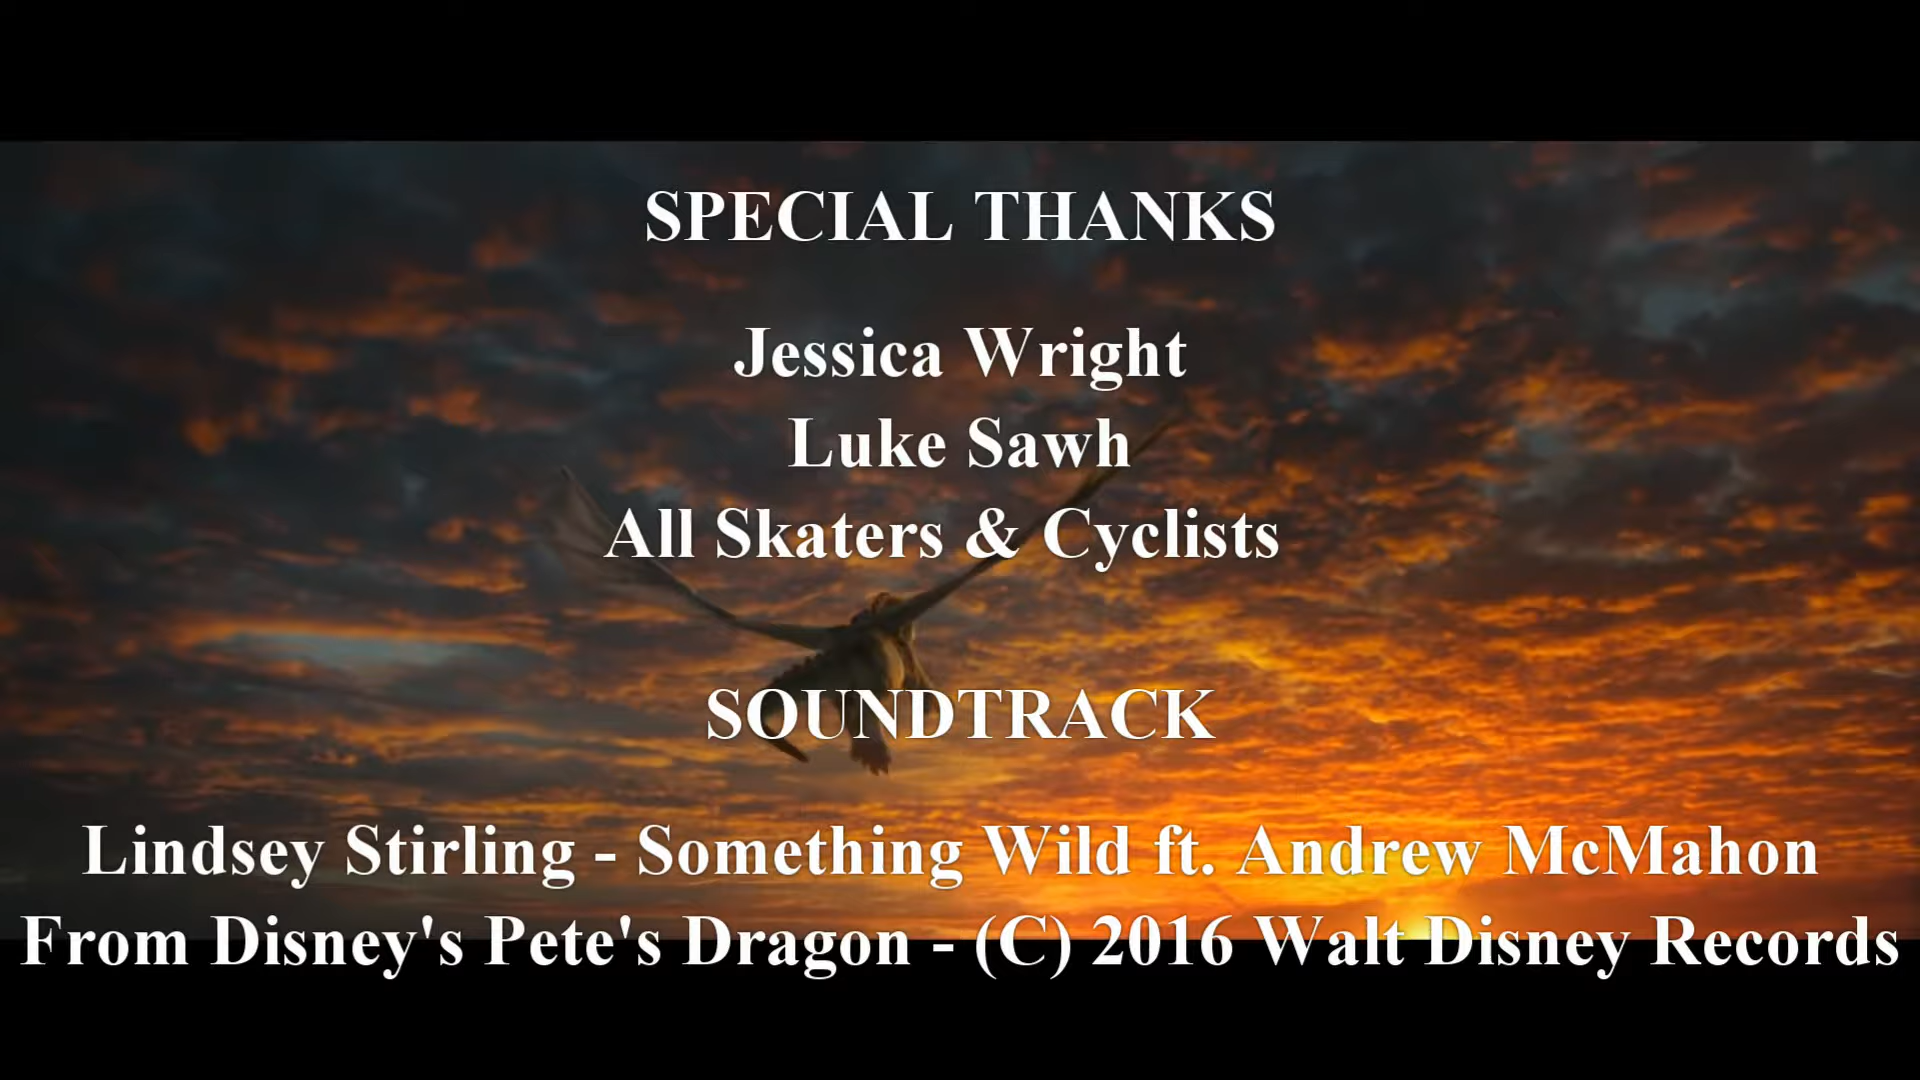 SPECIAL THANKS
Jessica Wright
Luke Sawh
All Skaters & Cyclists
SOUNDTRACK
Lindsey Stirling - Something Wild ft. Andrew McMahon
From Disney's Pete's Dragon - (C) 2016 Walt Disney Records